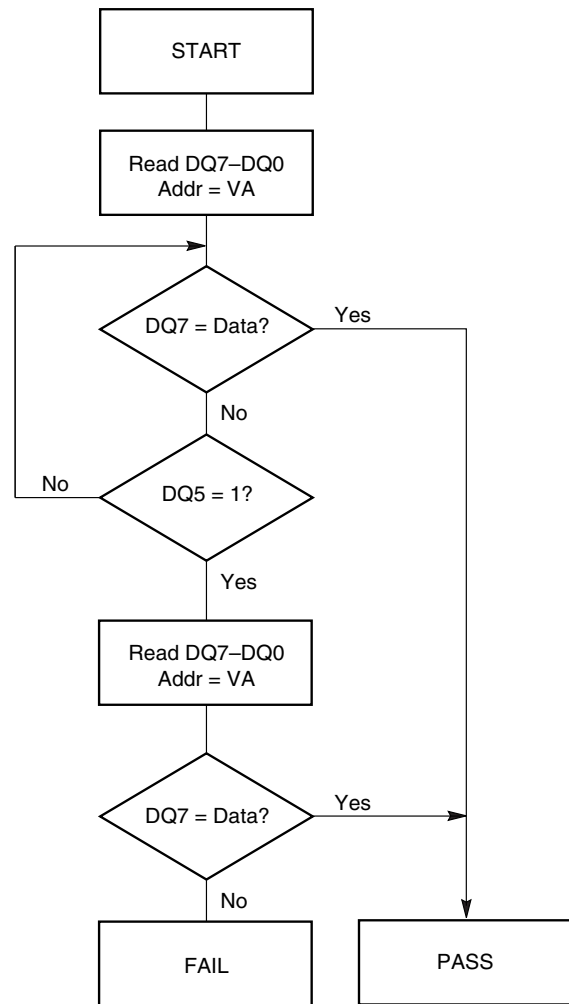 START
Read DQ7–DQ0
Addr = VA
DQ7 = Data?
Yes
No
No
DQ5 = 1?
Yes
Read DQ7–DQ0
Addr = VA
DQ7 = Data?
Yes
No
FAIL
PASS